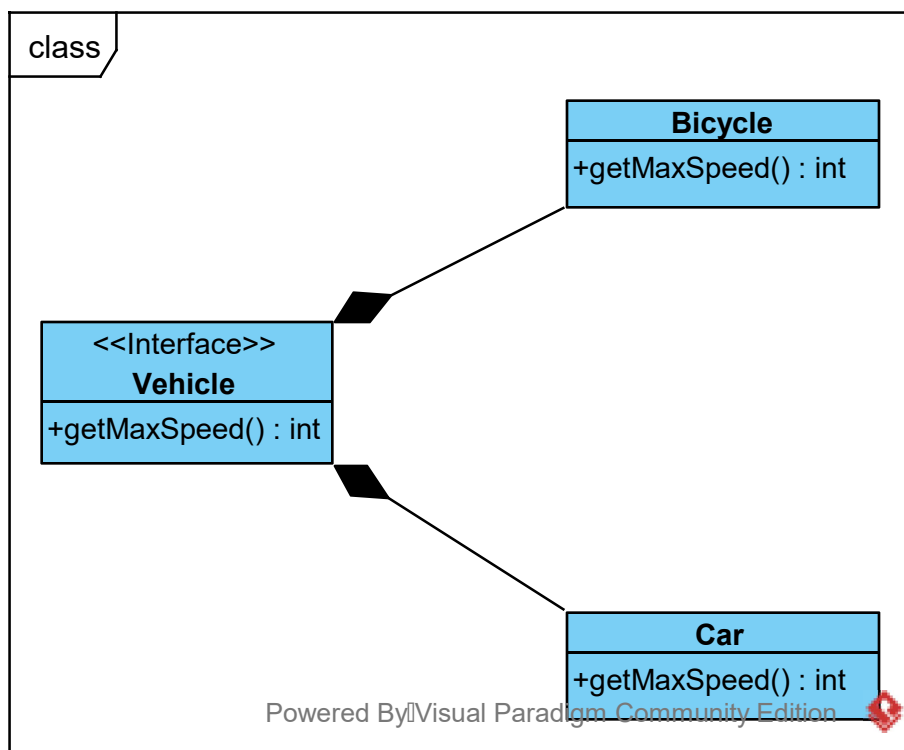 class
Bicycle
+getMaxSpeed() : int
<<Interface>>
Vehicle
+getMaxSpeed() : int
Car
+getMaxSpeed() : int
Powered By Visual Paradigm Community Edition